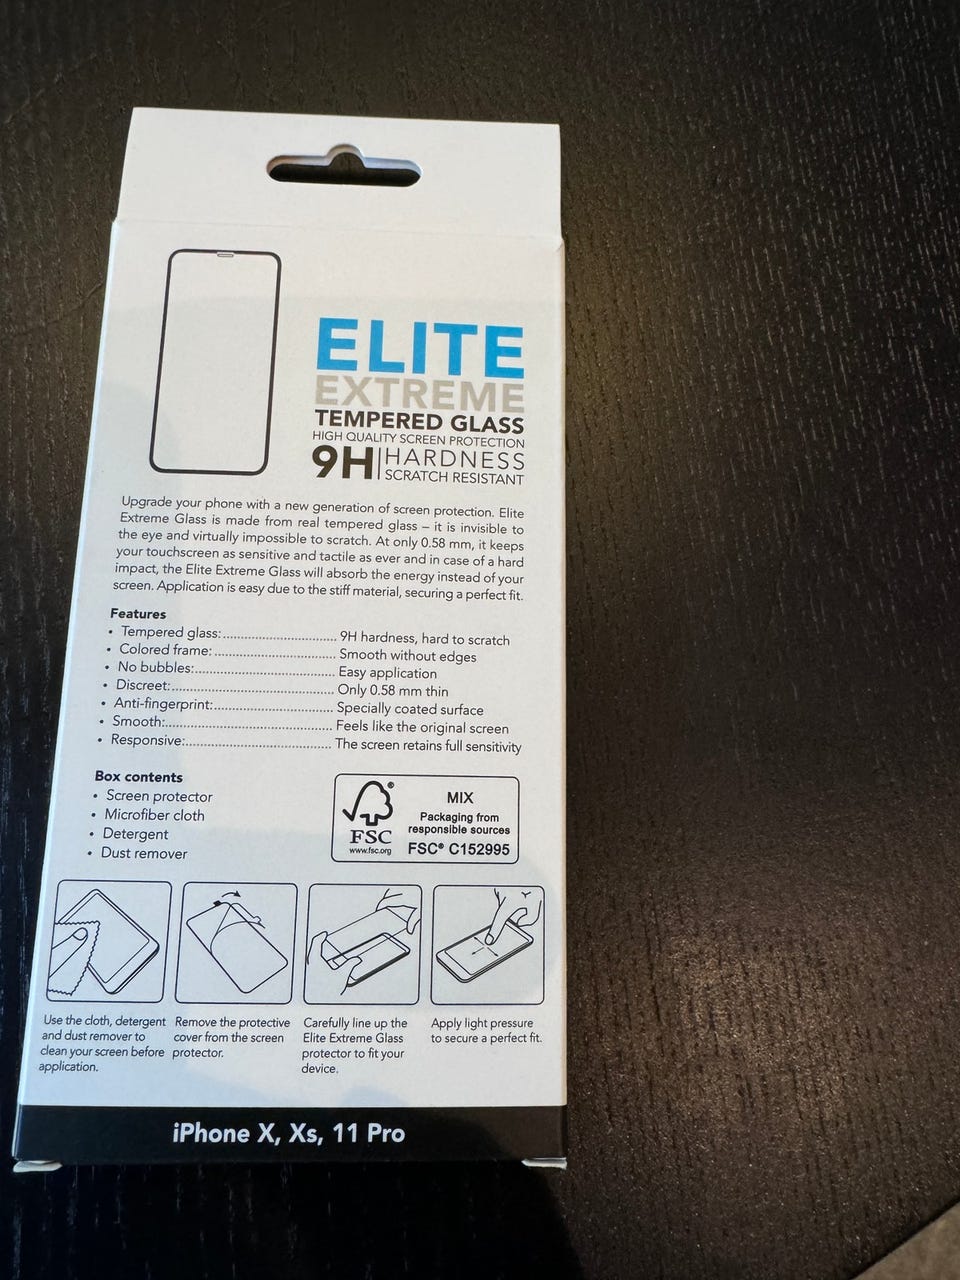 ELITE
EXTREME
TEMPERED GLASS
HIGH QUALITY SCREEN PROTECTION
9H HARDNESS
SCRATCH RESISTANT
Upgrade your phone with a new generation of screen protection. Elite
Extreme Glass is made from real tempered glass – it is invisible to
the eye and virtually impossible to scratch. At only 0.58 mm, it keeps
your touchscreen as sensitive and tactile as ever and in case of a hard
impact, the Elite Extreme Glass will absorb the energy instead of your
screen. Application is easy due to the stiff material, securing a perfect fit.
Features
• Tempered glass:.............................. 9H hardness, hard to scratch
• Colored frame: ................................ Smooth without edges
• No bubbles:..................................... Easy application
• Discreet:........................................... Only 0.58 mm thin
• Anti-fingerprint:................................ Specially coated surface
• Smooth:............................................ Feels like the original screen
• Responsive:...................................... The screen retains full sensitivity
Box contents
• Screen protector
• Microfiber cloth
• Detergent
• Dust remover
®
FSC
www.fsc.org
MIX
Packaging from
responsible sources
FSC® C152995
Use the cloth, detergent
and dust remover to
clean your screen before
application.
Remove the protective
cover from the screen
protector.
Carefully line up the
Elite Extreme Glass
protector to fit your
device.
Apply light pressure
to secure a perfect fit.
iPhone X, Xs, 11 Pro